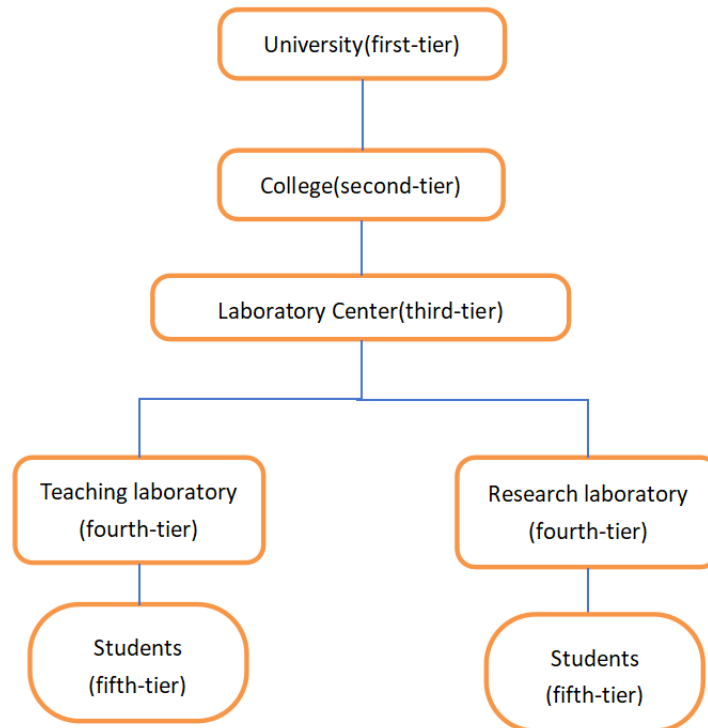 University(first-tier)
College(second-tier)
Laboratory Center(third-tier)
Teaching laboratory
(fourth-tier)
Research laboratory
(fourth-tier)
Students
(fifth-tier)
Students
(fifth-tier)